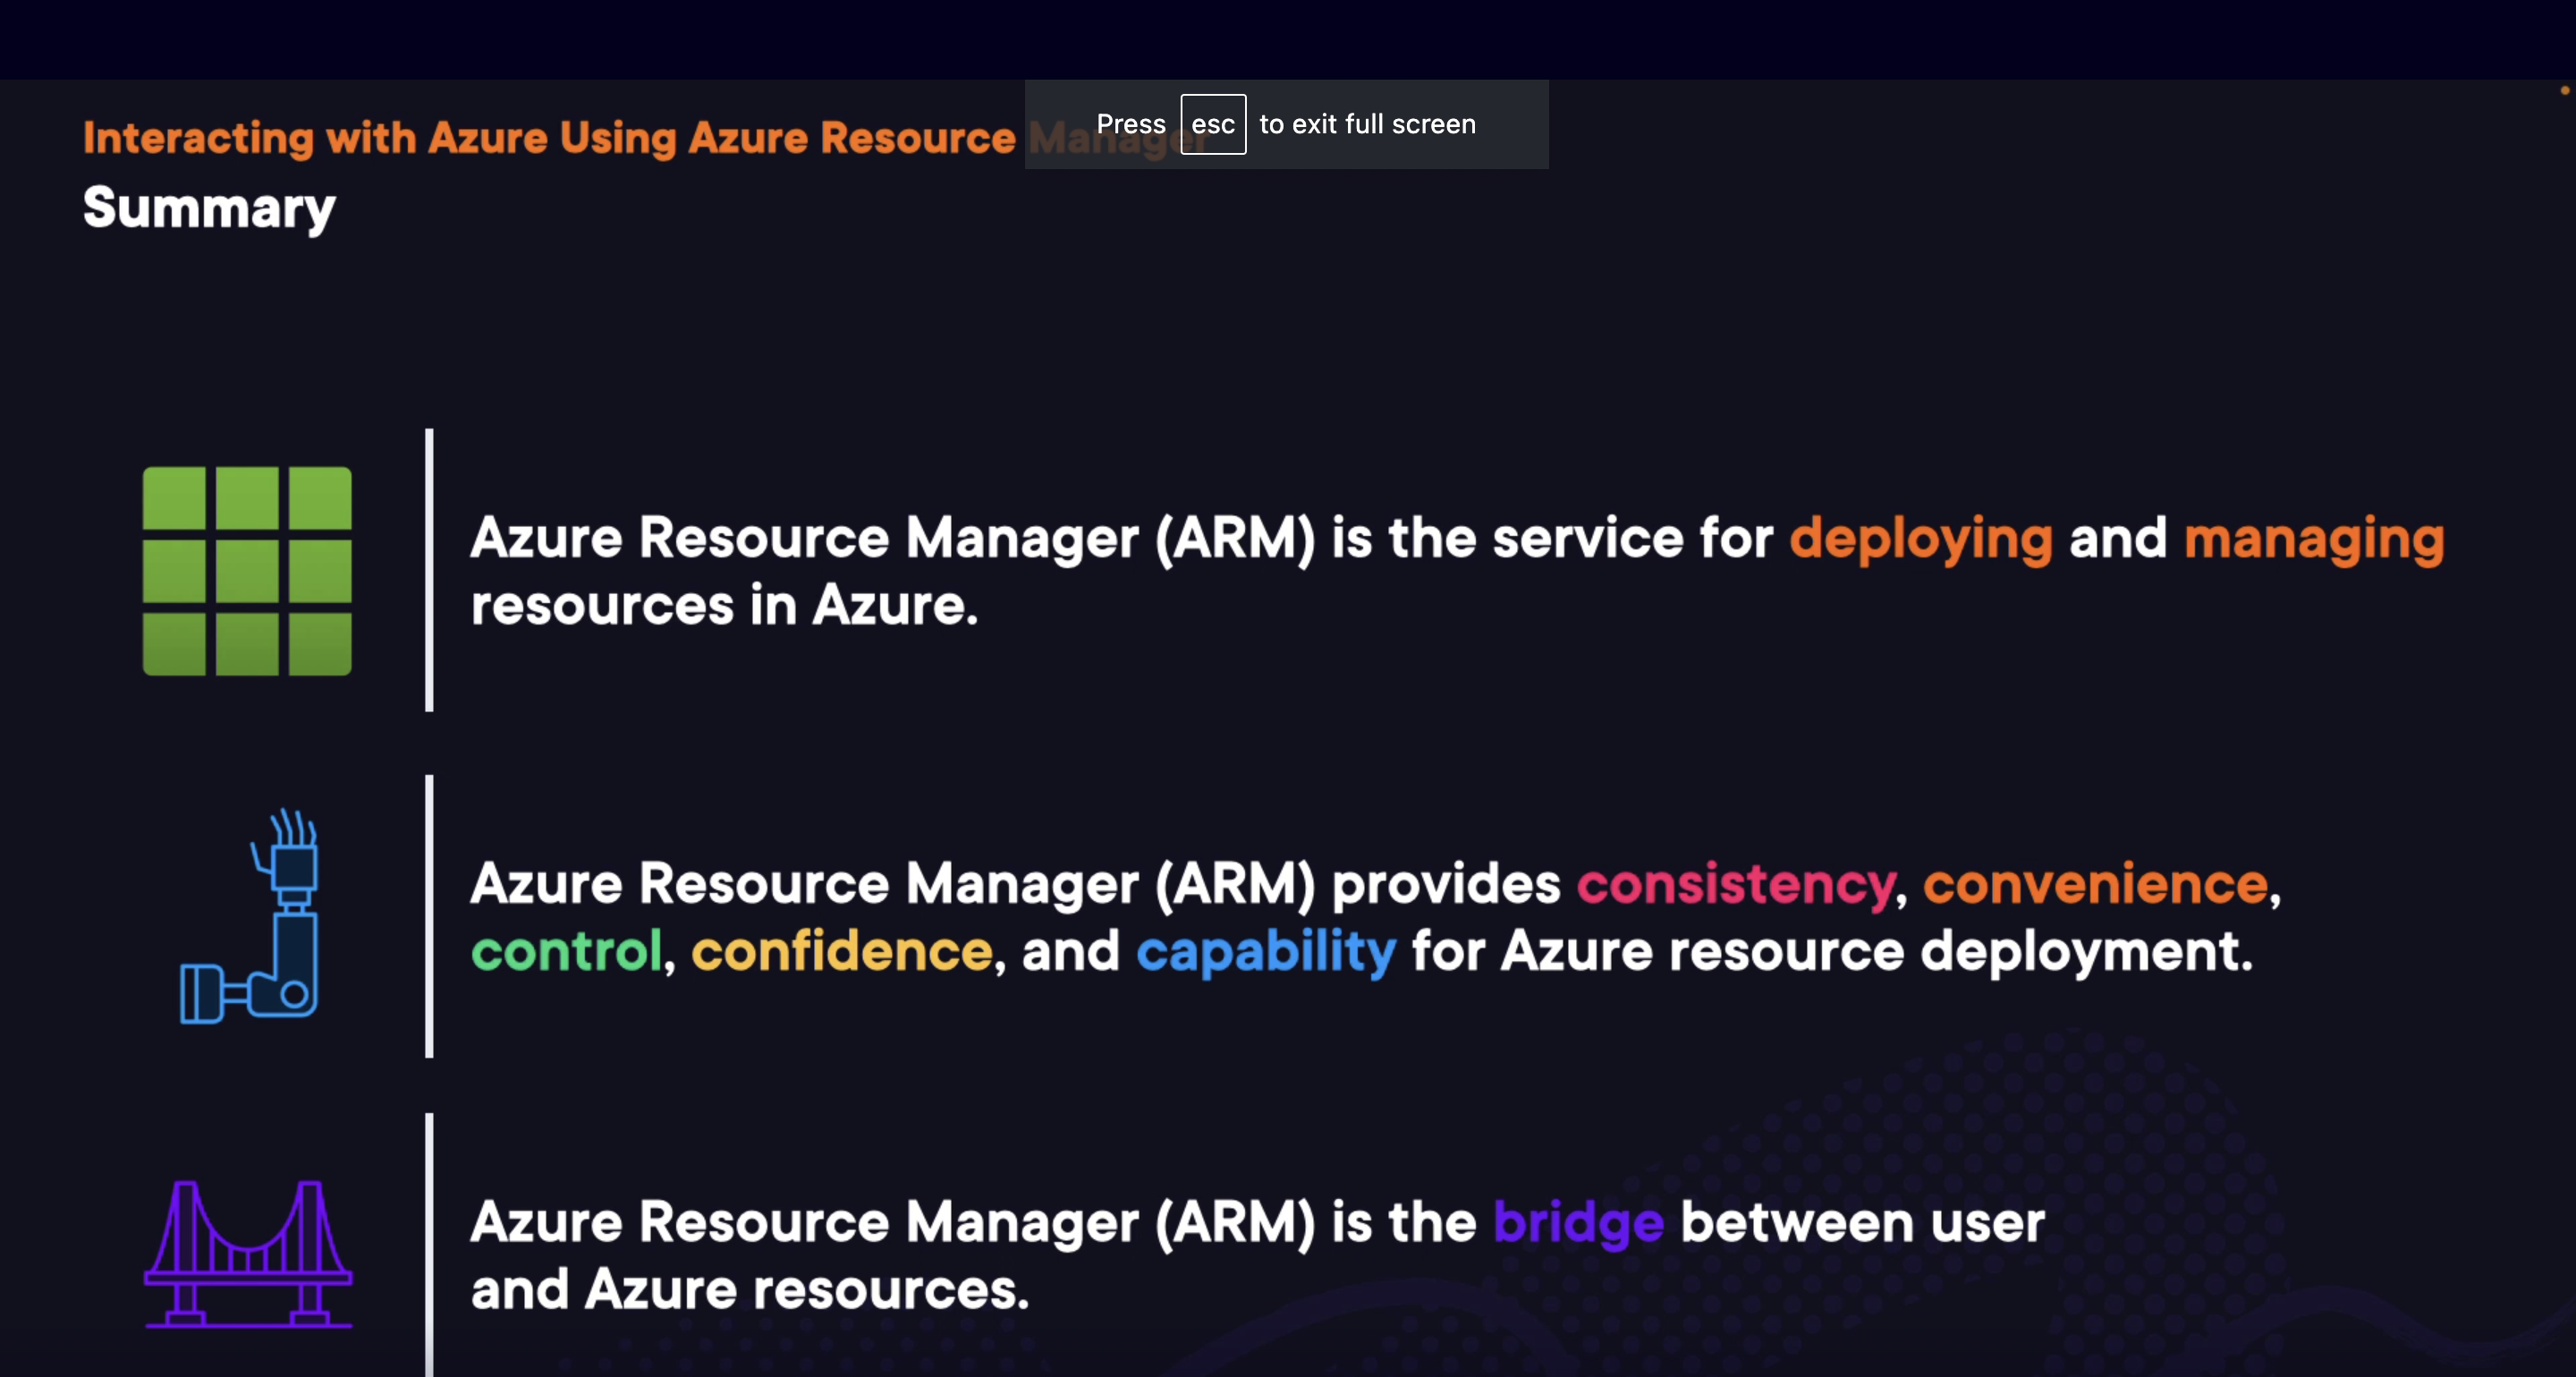 Press esc to exit full screen
Interacting with Azure Using Azure Resource Manager
Summary
Azure Resource Manager (ARM) is the service for deploying and managing
resources in Azure.
Azure Resource Manager (ARM) provides consistency, convenience,
control, confidence, and capability for Azure resource deployment.
Azure Resource Manager (ARM) is the bridge between user
and Azure resources.